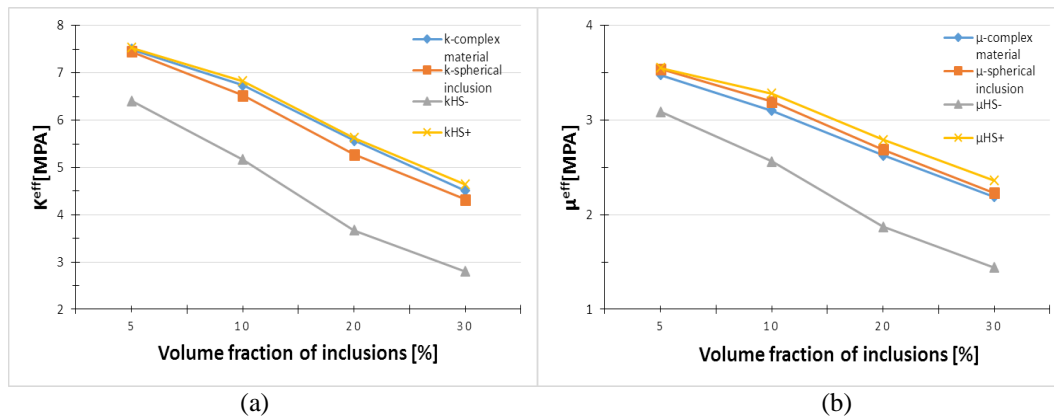 8
7
6
5
4
3
2
K^eff[MPA]
5
10
20
30
Volume fraction of inclusions [%]
k-complex
material
k-spherical
inclusion
kHS-
kHS+
(a)
4
3
2
1
μ^eff[MPA]
5
10
20
30
Volume fraction of inclusions [%]
μ-complex
material
μ-spherical
inclusion
μHS-
μHS+
(b)